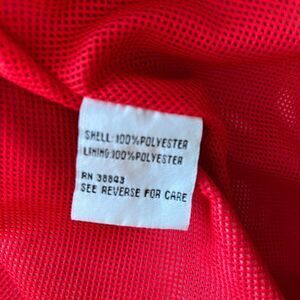 SHELL:100%POLYESTER
LINING:100%POLYESTER
RN 38843
SEE REVERSE FOR CARE